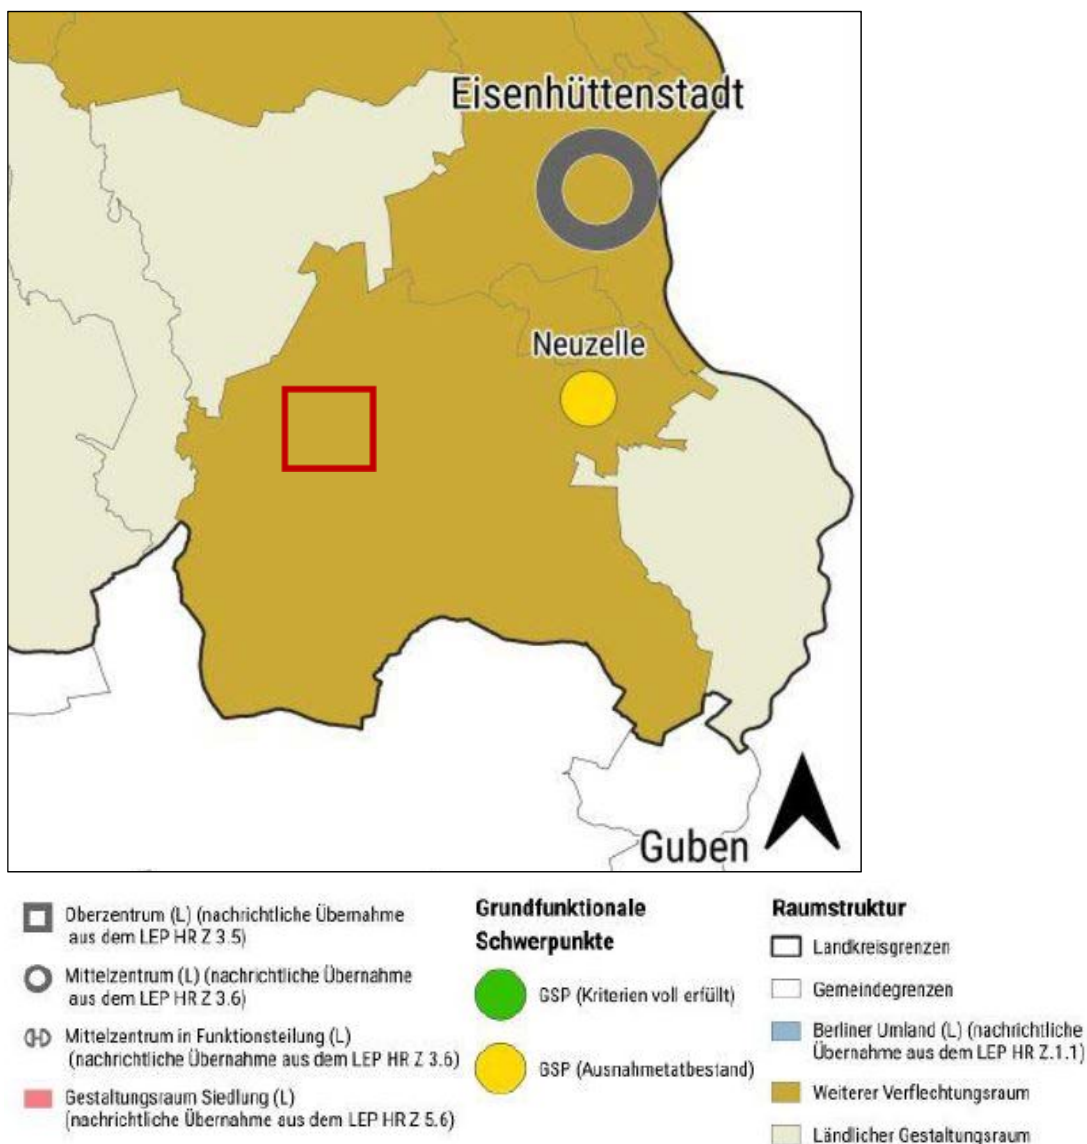 Eisenhüttenstadt
Neuzelle
Guben
Oberzentrum (L) (nachrichtliche Übernahme
aus dem LEP HR Z 3.5)
Mittelzentrum (L) (nachrichtliche Übernahme
aus dem LEP HR Z 3.6)
Mittelzentrum in Funktionsteilung (L)
(nachrichtliche Übernahme aus dem LEP HR Z 3.6)
Gestaltungsraum Siedlung (L)
(nachrichtliche Übernahme aus dem LEP HR Z 5.6)
Grundfunktionale
Schwerpunkte
GSP (Kriterien voll erfüllt)
GSP (Ausnahmetatbestand)
Raumstruktur
Landkreisgrenzen
Gemeindegrenzen
Berliner Umland (L) (nachrichtliche
Übernahme aus dem LEP HR Z.1.1)
Weiterer Verflechtungsraum
Ländlicher Gestaltungsraum